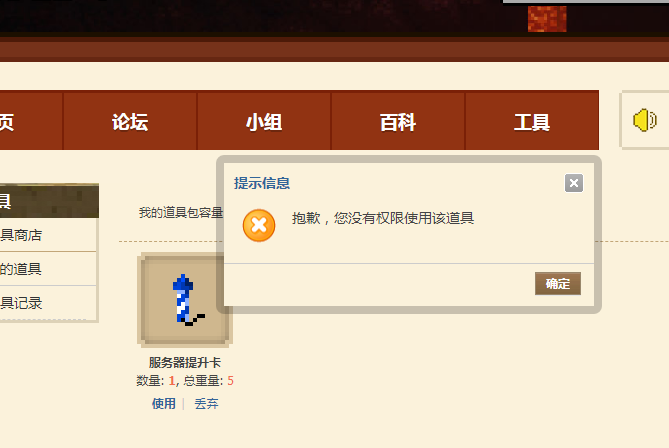 页 论坛 小组 百科 工具
提示信息
抱歉，您没有权限使用该道具
确定
具
具商店
的道具
具记录
我的道具包容量
服务器提升卡
数量: 1, 总重量: 5
使用 | 丢弃